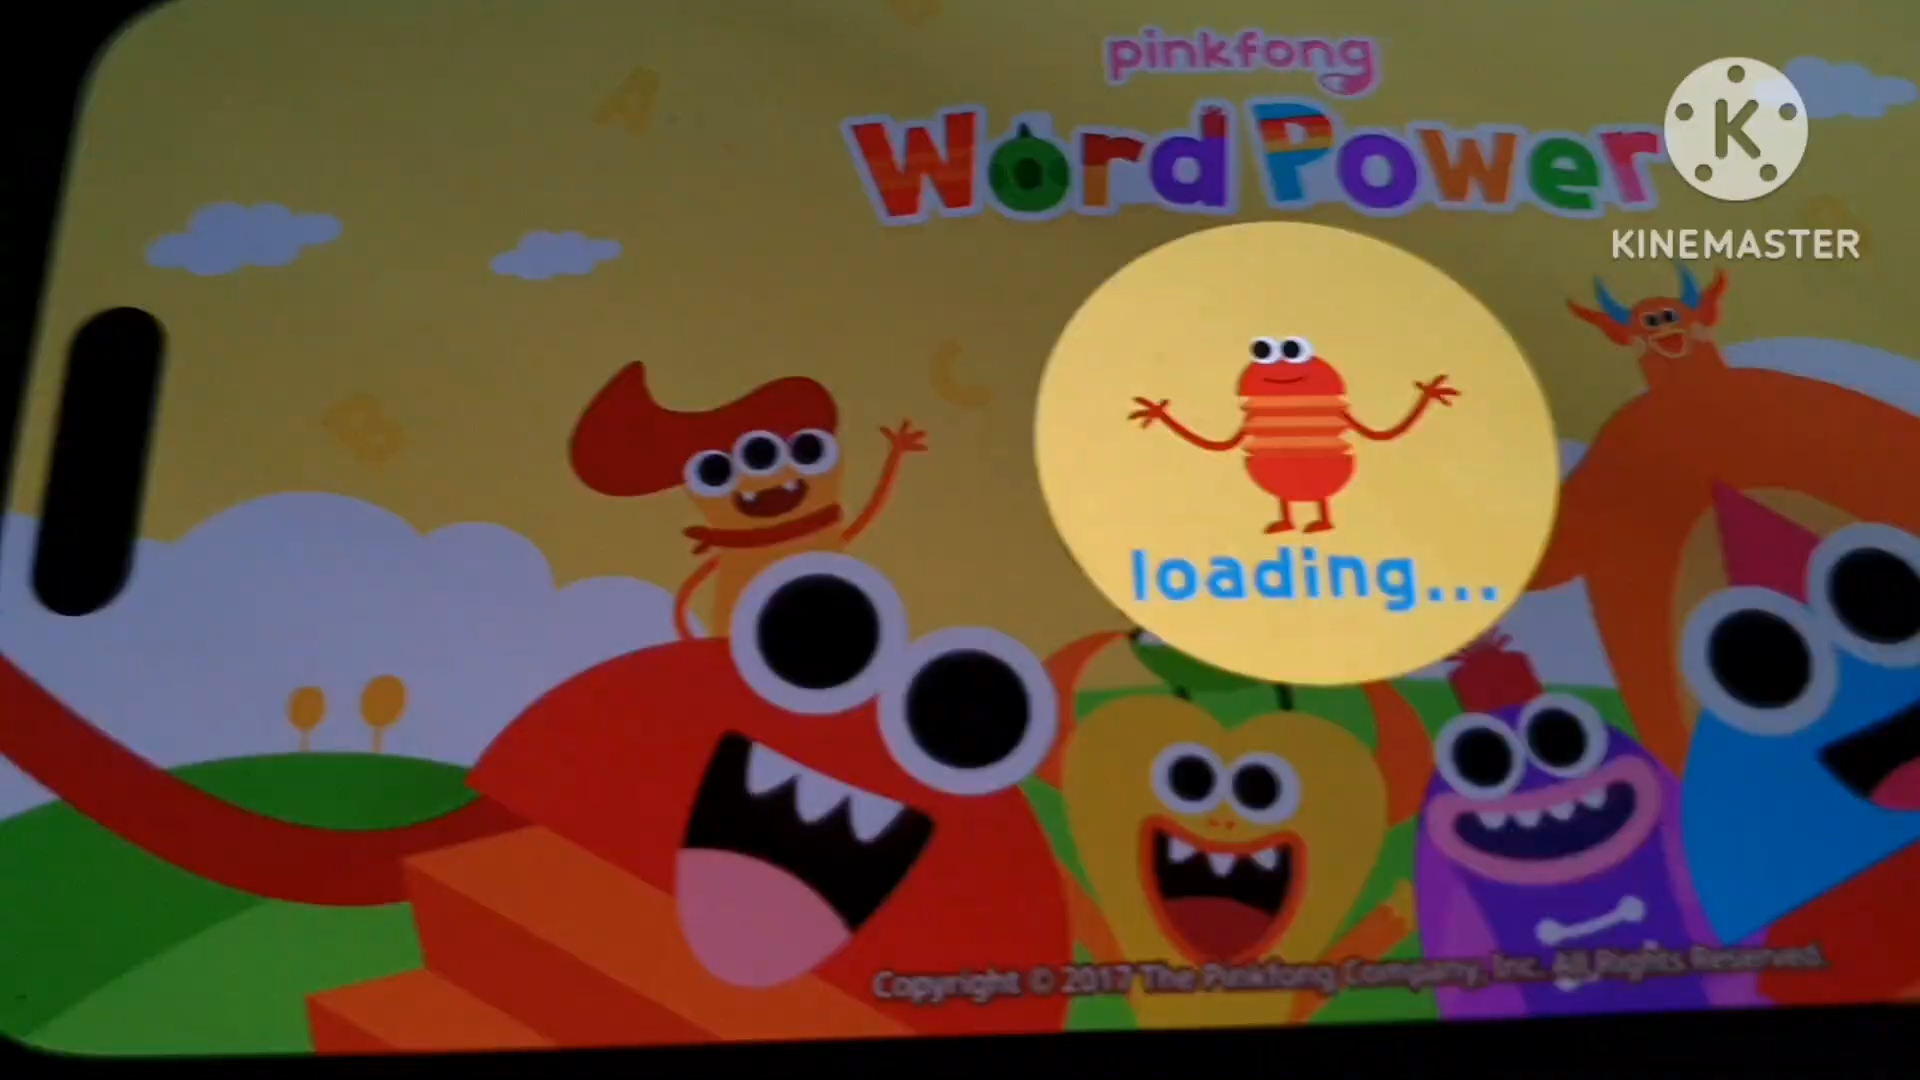 pinkfong
Word Power
KINEMASTER
B
A
C
loading...
Copyright © 2017 The Pinkfong Company, Inc. All Rights Reserved.